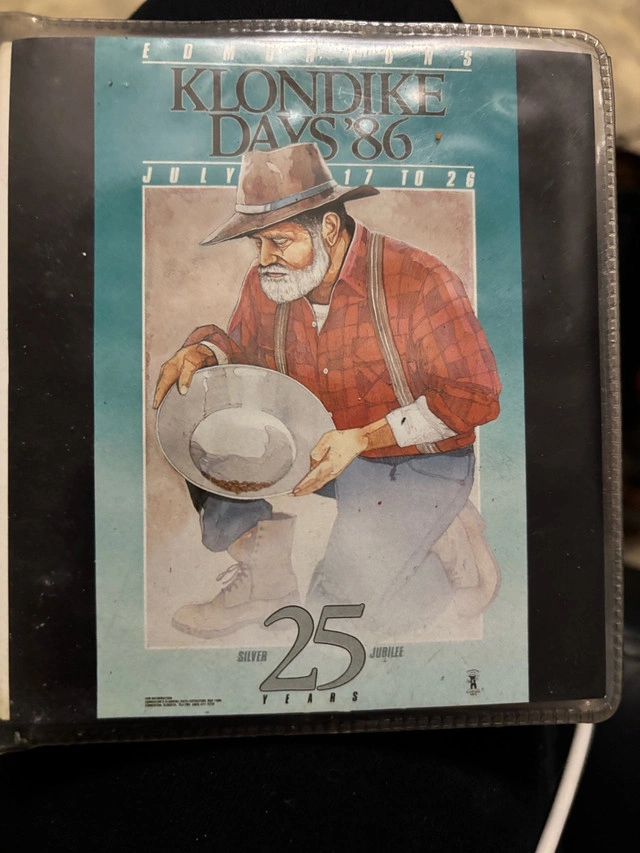 EDMONTON'S
KLONDIKE
DAYS '86
JULY 17 TO 26
SILVER 25 JUBILEE
YEARS